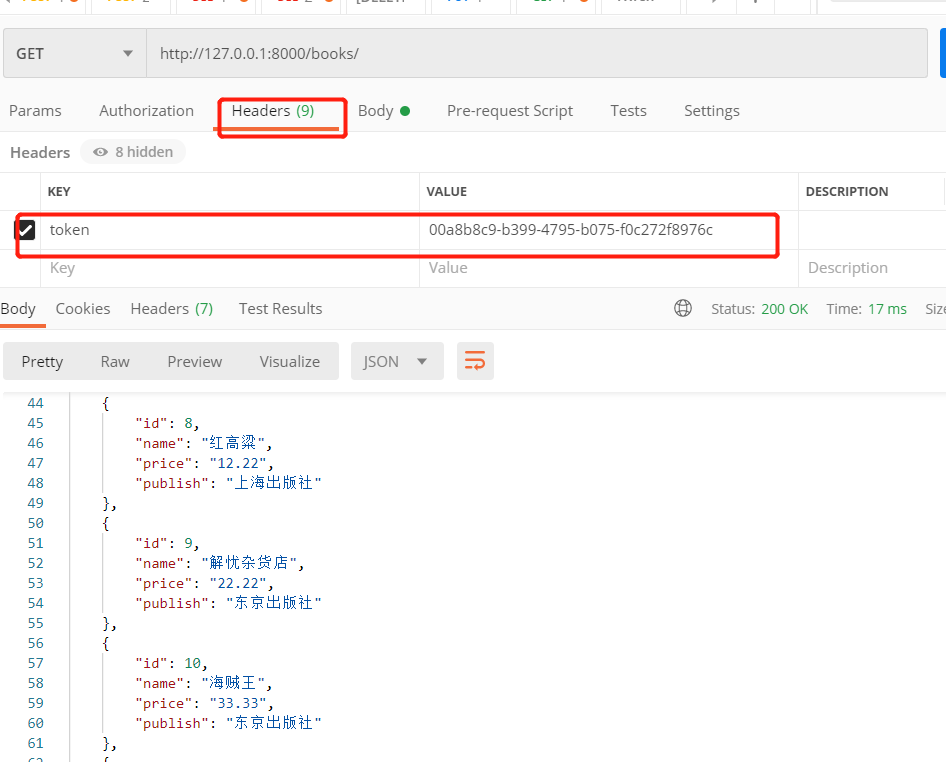 GET http://127.0.0.1:8000/books/
Params Authorization Headers (9) Body Pre-request Script Tests Settings
Headers 8 hidden
KEY VALUE DESCRIPTION
token 00a8b8c9-b399-4795-b075-f0c272f8976c
Key Value Description
Body Cookies Headers (7) Test Results Status: 200 OK Time: 17 ms Size
Pretty Raw Preview Visualize JSON
44 {
45 "id": 8,
46 "name": "红高粱",
47 "price": "12.22",
48 "publish": "上海出版社"
49 },
50 {
51 "id": 9,
52 "name": "解忧杂货店",
53 "price": "22.22",
54 "publish": "东京出版社"
55 },
56 {
57 "id": 10,
58 "name": "海贼王",
59 "price": "33.33",
60 "publish": "东京出版社"
61 },